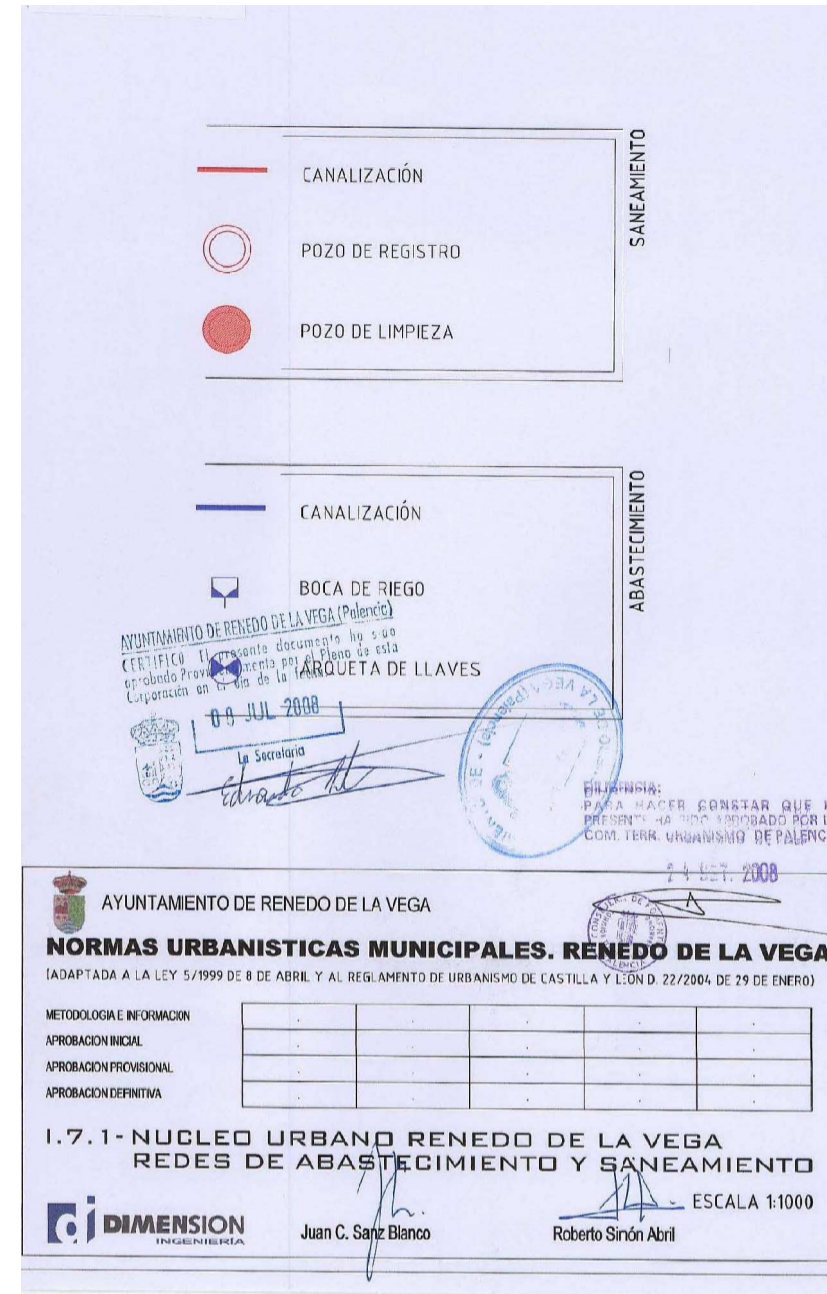 SANEAMIENTO
CANALIZACIÓN
POZO DE REGISTRO
POZO DE LIMPIEZA
ABASTECIMIENTO
CANALIZACIÓN
BOCA DE RIEGO
ARQUETA DE LLAVES
AYUNTAMIENTO DE RENEDO DE LA VEGA (Palencia)
CERTIFICO El presente documento ha sido
aprobado por el Pleno de esta
Corporación en el día de la
09 JUL 2008
La Secretaria
DE LA VEGA (Palencia)
DILIGENCIA:
PARA HACER CONSTAR QUE
PRESENTE HA SIDO APROBADO POR
COM. TERR. URBANISMO DE PALENC
24 SET. 2008
AYUNTAMIENTO DE RENEDO DE LA VEGA
NORMAS URBANISTICAS MUNICIPALES. RENEDO DE LA VEGA
(ADAPTADA A LA LEY 5/1999 DE 8 DE ABRIL Y AL REGLAMENTO DE URBANISMO DE CASTILLA Y LEON D. 22/2004 DE 29 DE ENERO)
METODOLOGIA E INFORMACION
APROBACION INICIAL
APROBACION PROVISIONAL
APROBACION DEFINITIVA
I.7.1- NUCLEO URBANO RENEDO DE LA VEGA
REDES DE ABASTECIMIENTO Y SANEAMIENTO
ESCALA 1:1000
di DIMENSION
INGENIERÍA
Juan C. Sanz Blanco
Roberto Sinón Abril